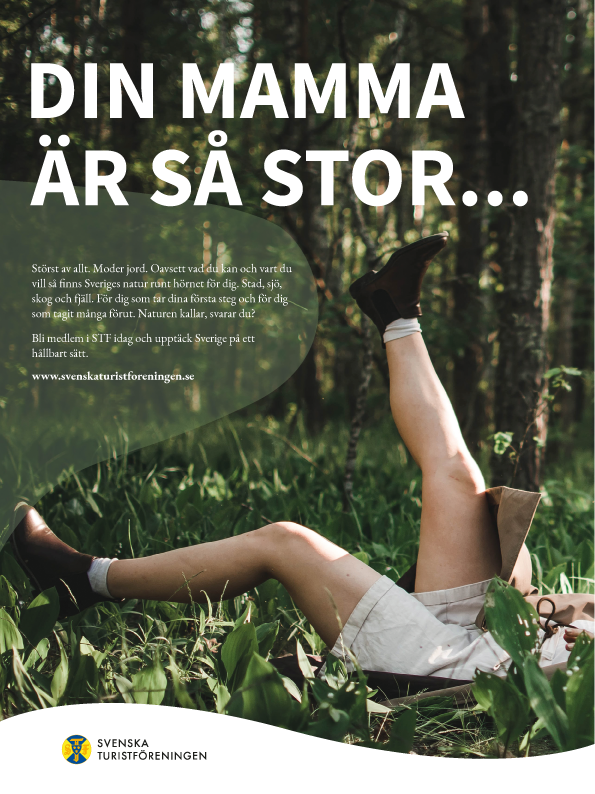 DIN MAMMA
ÄR SÅ STOR...
Störst av allt. Moder jord. Oavsett vad du kan och vart du
vill så finns Sveriges natur runt hörnet för dig. Stad, sjö,
skog och fjäll. För dig som tar dina första steg och för dig
som tagit många förut. Naturen kallar, svarar du?
Bli medlem i STF idag och upptäck Sverige på ett
hållbart sätt.
www.svenskaturistforeningen.se
SVENSKA
TURISTFÖRENINGEN